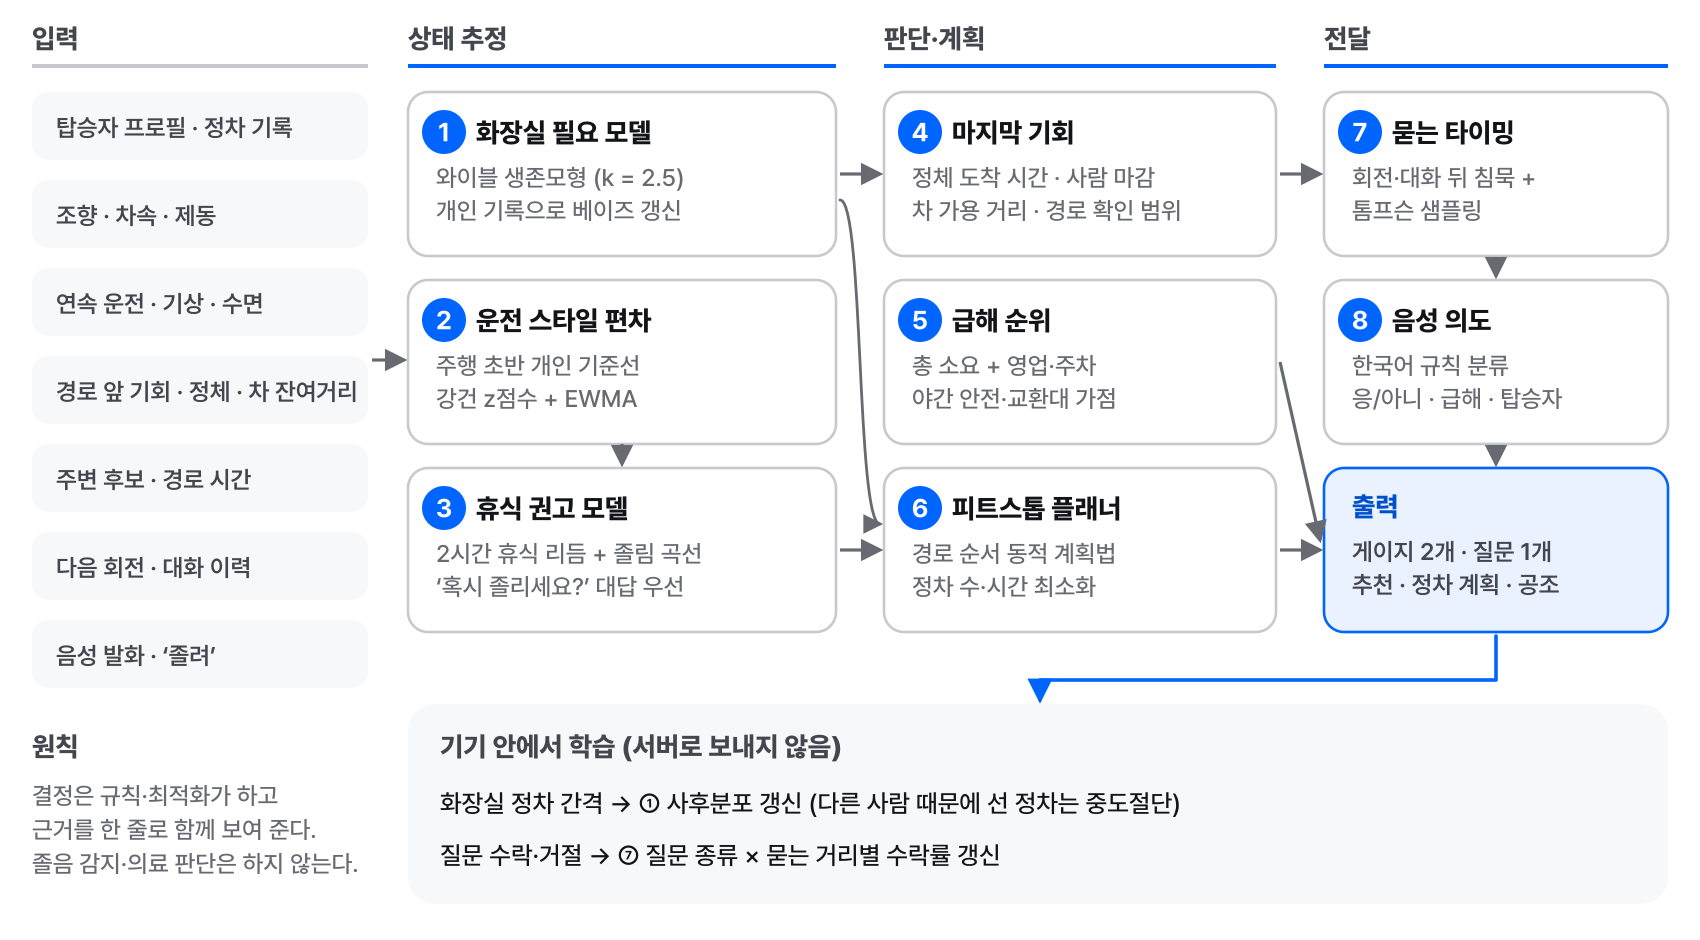 입력
탑승자 프로필 · 정차 기록
조향 · 차속 · 제동
연속 운전 · 기상 · 수면
경로 앞 기회 · 정체 · 차 잔여거리
주변 후보 · 경로 시간
다음 회전 · 대화 이력
음성 발화 · ‘졸려’
원칙
결정은 규칙·최적화가 하고
근거를 한 줄로 함께 보여 준다.
졸음 감지·의료 판단은 하지 않는다.
상태 추정
1 화장실 필요 모델
와이블 생존모형 (k = 2.5)
개인 기록으로 베이즈 갱신
2 운전 스타일 편차
주행 초반 개인 기준선
강건 z점수 + EWMA
3 휴식 권고 모델
2시간 휴식 리듬 + 졸림 곡선
‘혹시 졸리세요?’ 대답 우선
판단·계획
4 마지막 기회
정체 도착 시간 · 사람 마감
차 가용 거리 · 경로 확인 범위
5 급해 순위
총 소요 + 영업·주차
야간 안전·교환대 가점
6 피트스톱 플래너
경로 순서 동적 계획법
정차 수·시간 최소화
전달
7 묻는 타이밍
회전·대화 뒤 침묵 +
톰프슨 샘플링
8 음성 의도
한국어 규칙 분류
응/아니 · 급해 · 탑승자
출력
게이지 2개 · 질문 1개
추천 · 정차 계획 · 공조
기기 안에서 학습 (서버로 보내지 않음)
화장실 정차 간격 → ① 사후분포 갱신 (다른 사람 때문에 선 정차는 중도절단)
질문 수락·거절 → ⑦ 질문 종류 × 묻는 거리별 수락률 갱신